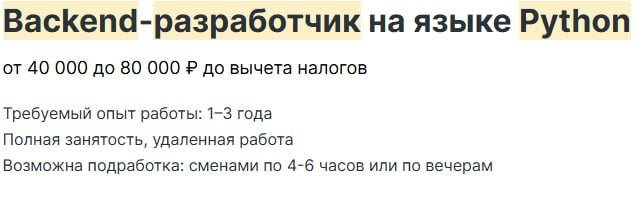 Backend-разработчик на языке Python
от 40 000 до 80 000 ₽ до вычета налогов
Требуемый опыт работы: 1–3 года
Полная занятость, удаленная работа
Возможна подработка: сменами по 4-6 часов или по вечерам